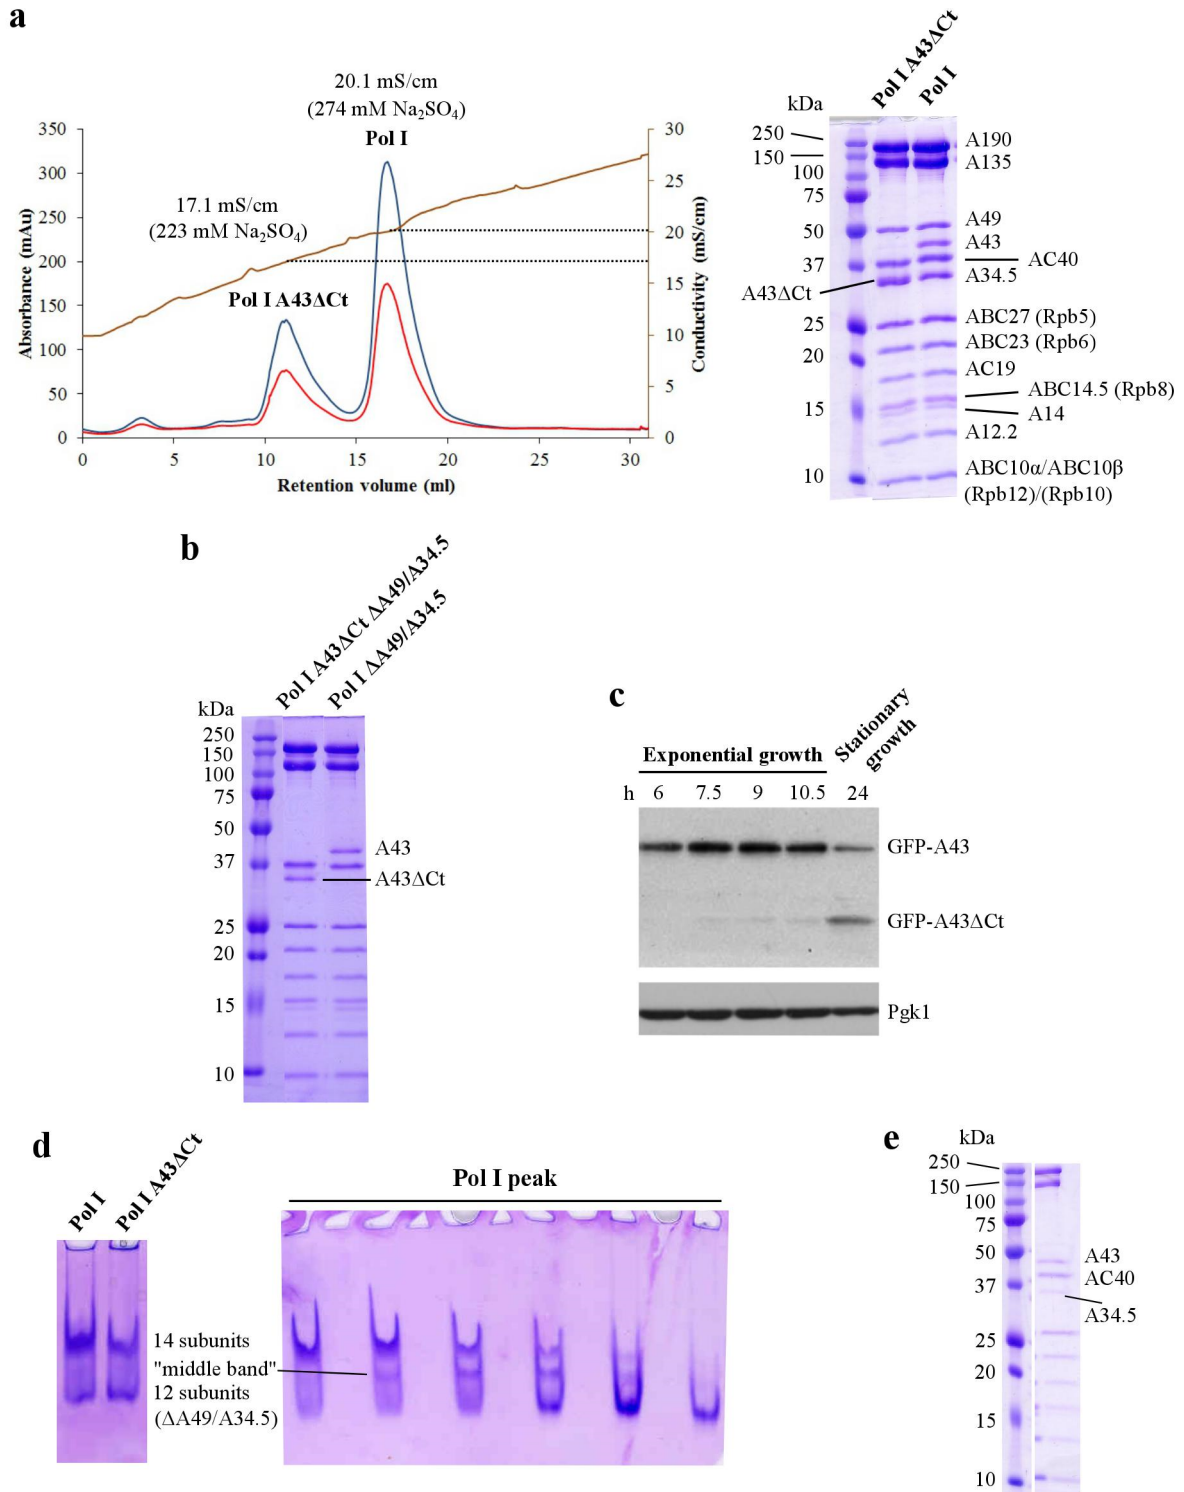 a
20.1 mS/cm
(274 mM Na₂SO₄)
Pol I
17.1 mS/cm
(223 mM Na₂SO₄)
Pol I A43ΔCt
350
300
250
200
150
100
50
0
Absorbance (mAu)
0
5
10
15
20
25
30
Retention volume (ml)
30
25
20
15
10
5
0
Conductivity (mS/cm)
Pol I A43ΔCt
Pol I
kDa
250
150
100
75
50
37
25
20
15
10
A43ΔCt
A190
A135
A49
A43
AC40
A34.5
ABC27 (Rpb5)
ABC23 (Rpb6)
AC19
ABC14.5 (Rpb8)
A14
A12.2
ABC10α/ABC10β
(Rpb12)/(Rpb10)
b
Pol I A43ΔCt ΔA49/A34.5
Pol I ΔA49/A34.5
kDa
250
150
100
75
50
37
25
20
15
10
A43
A43ΔCt
c
Exponential growth
Stationary
growth
h 6 7.5 9 10.5 24
GFP-A43
GFP-A43ΔCt
Pgk1
d
Pol I
Pol I A43ΔCt
14 subunits
"middle band"
12 subunits
(ΔA49/A34.5)
Pol I peak
e
kDa
250
150
100
75
50
37
25
20
15
10
A43
AC40
A34.5